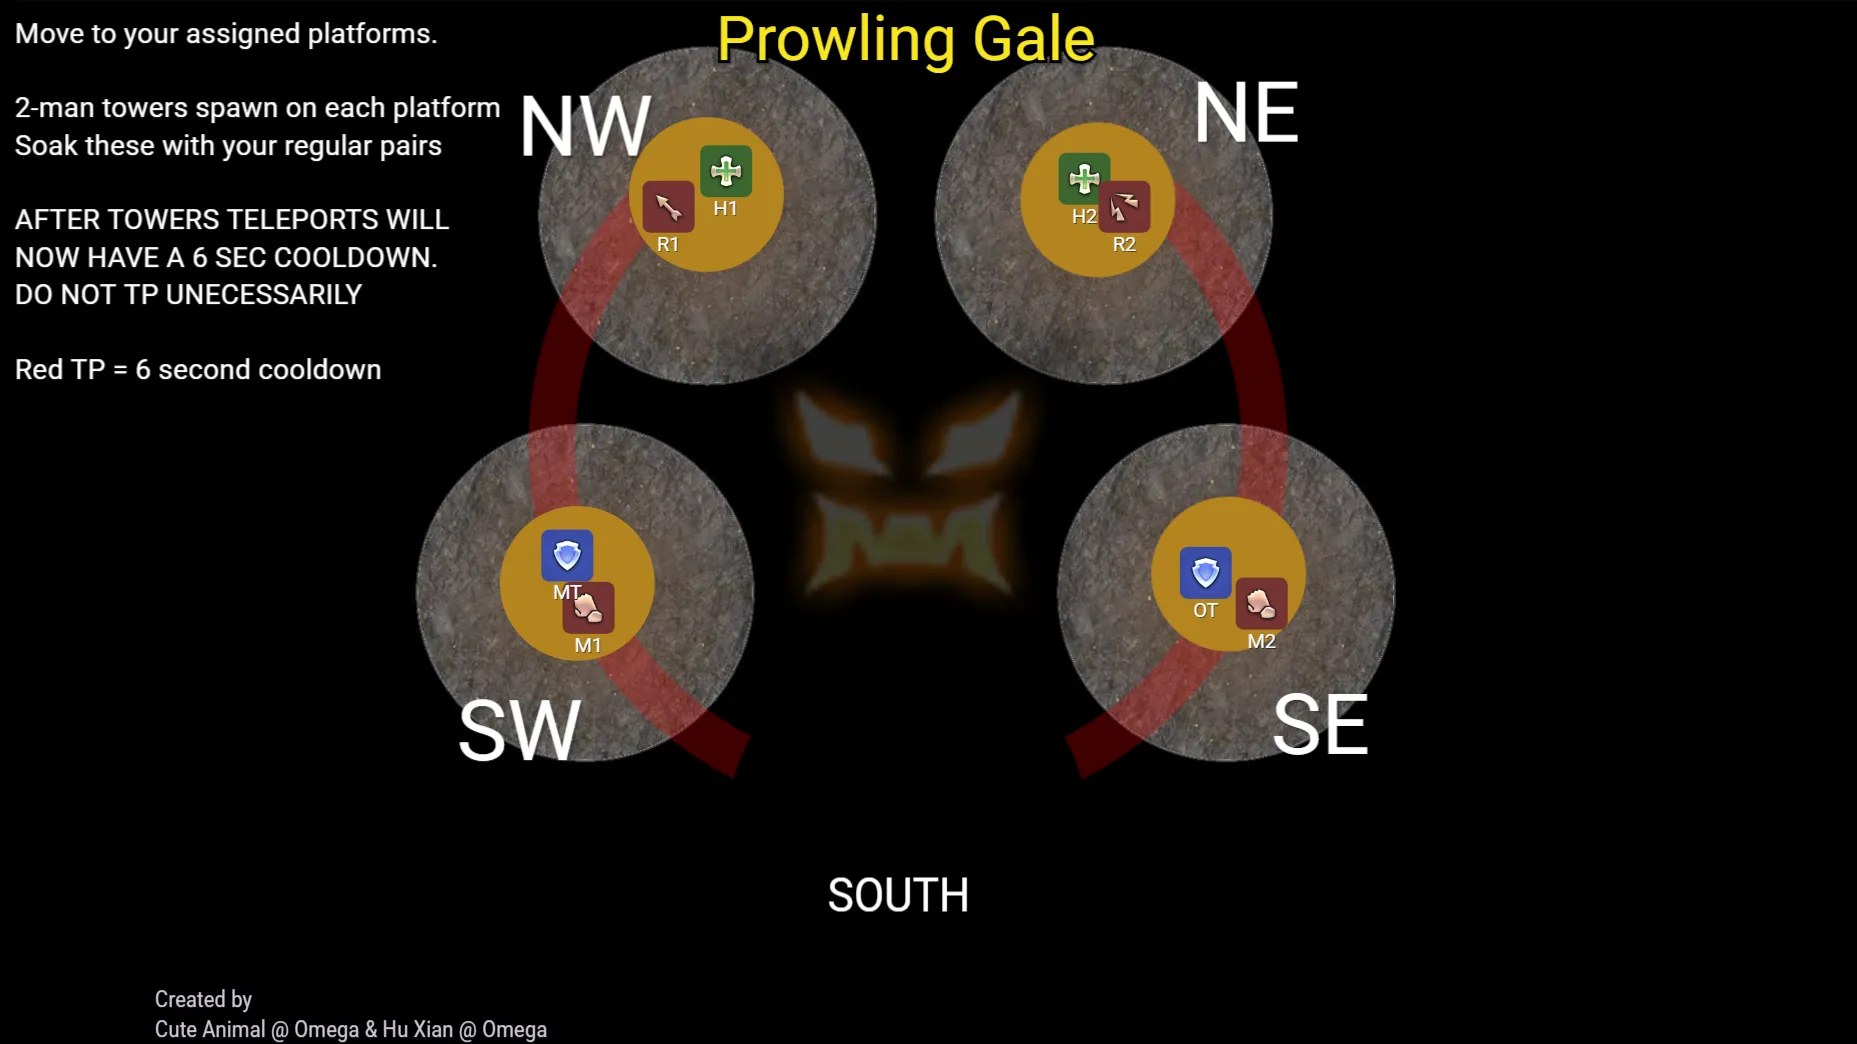 Prowling Gale
Move to your assigned platforms.
2-man towers spawn on each platform
Soak these with your regular pairs
AFTER TOWERS TELEPORTS WILL
NOW HAVE A 6 SEC COOLDOWN.
DO NOT TP UNECESSARILY
Red TP = 6 second cooldown
NW
NE
H1
R1
H2
R2
MT
M1
OT
M2
SW
SE
SOUTH
Created by
Cute Animal @ Omega & Hu Xian @ Omega